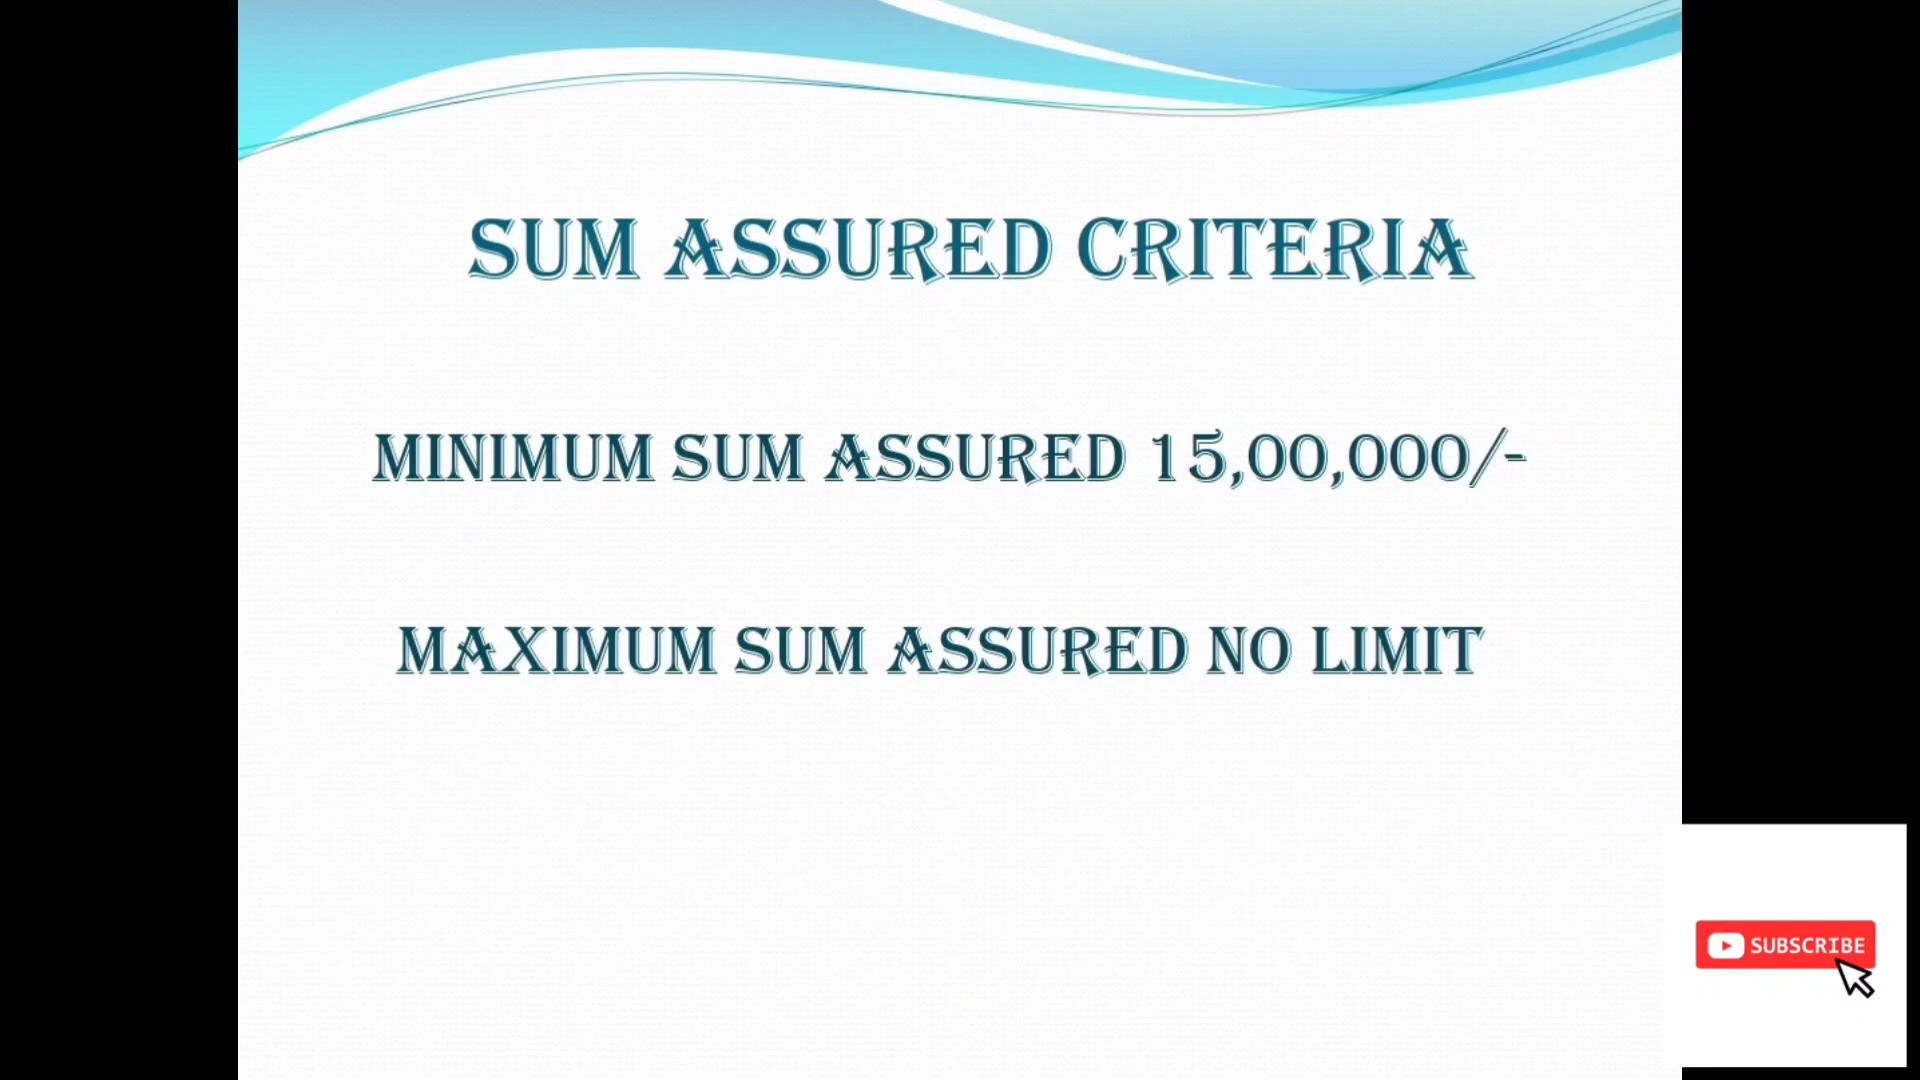 SUM ASSURED CRITERIA
MINIMUM SUM ASSURED 15,00,000/-
MAXIMUM SUM ASSURED NO LIMIT
SUBSCRIBE